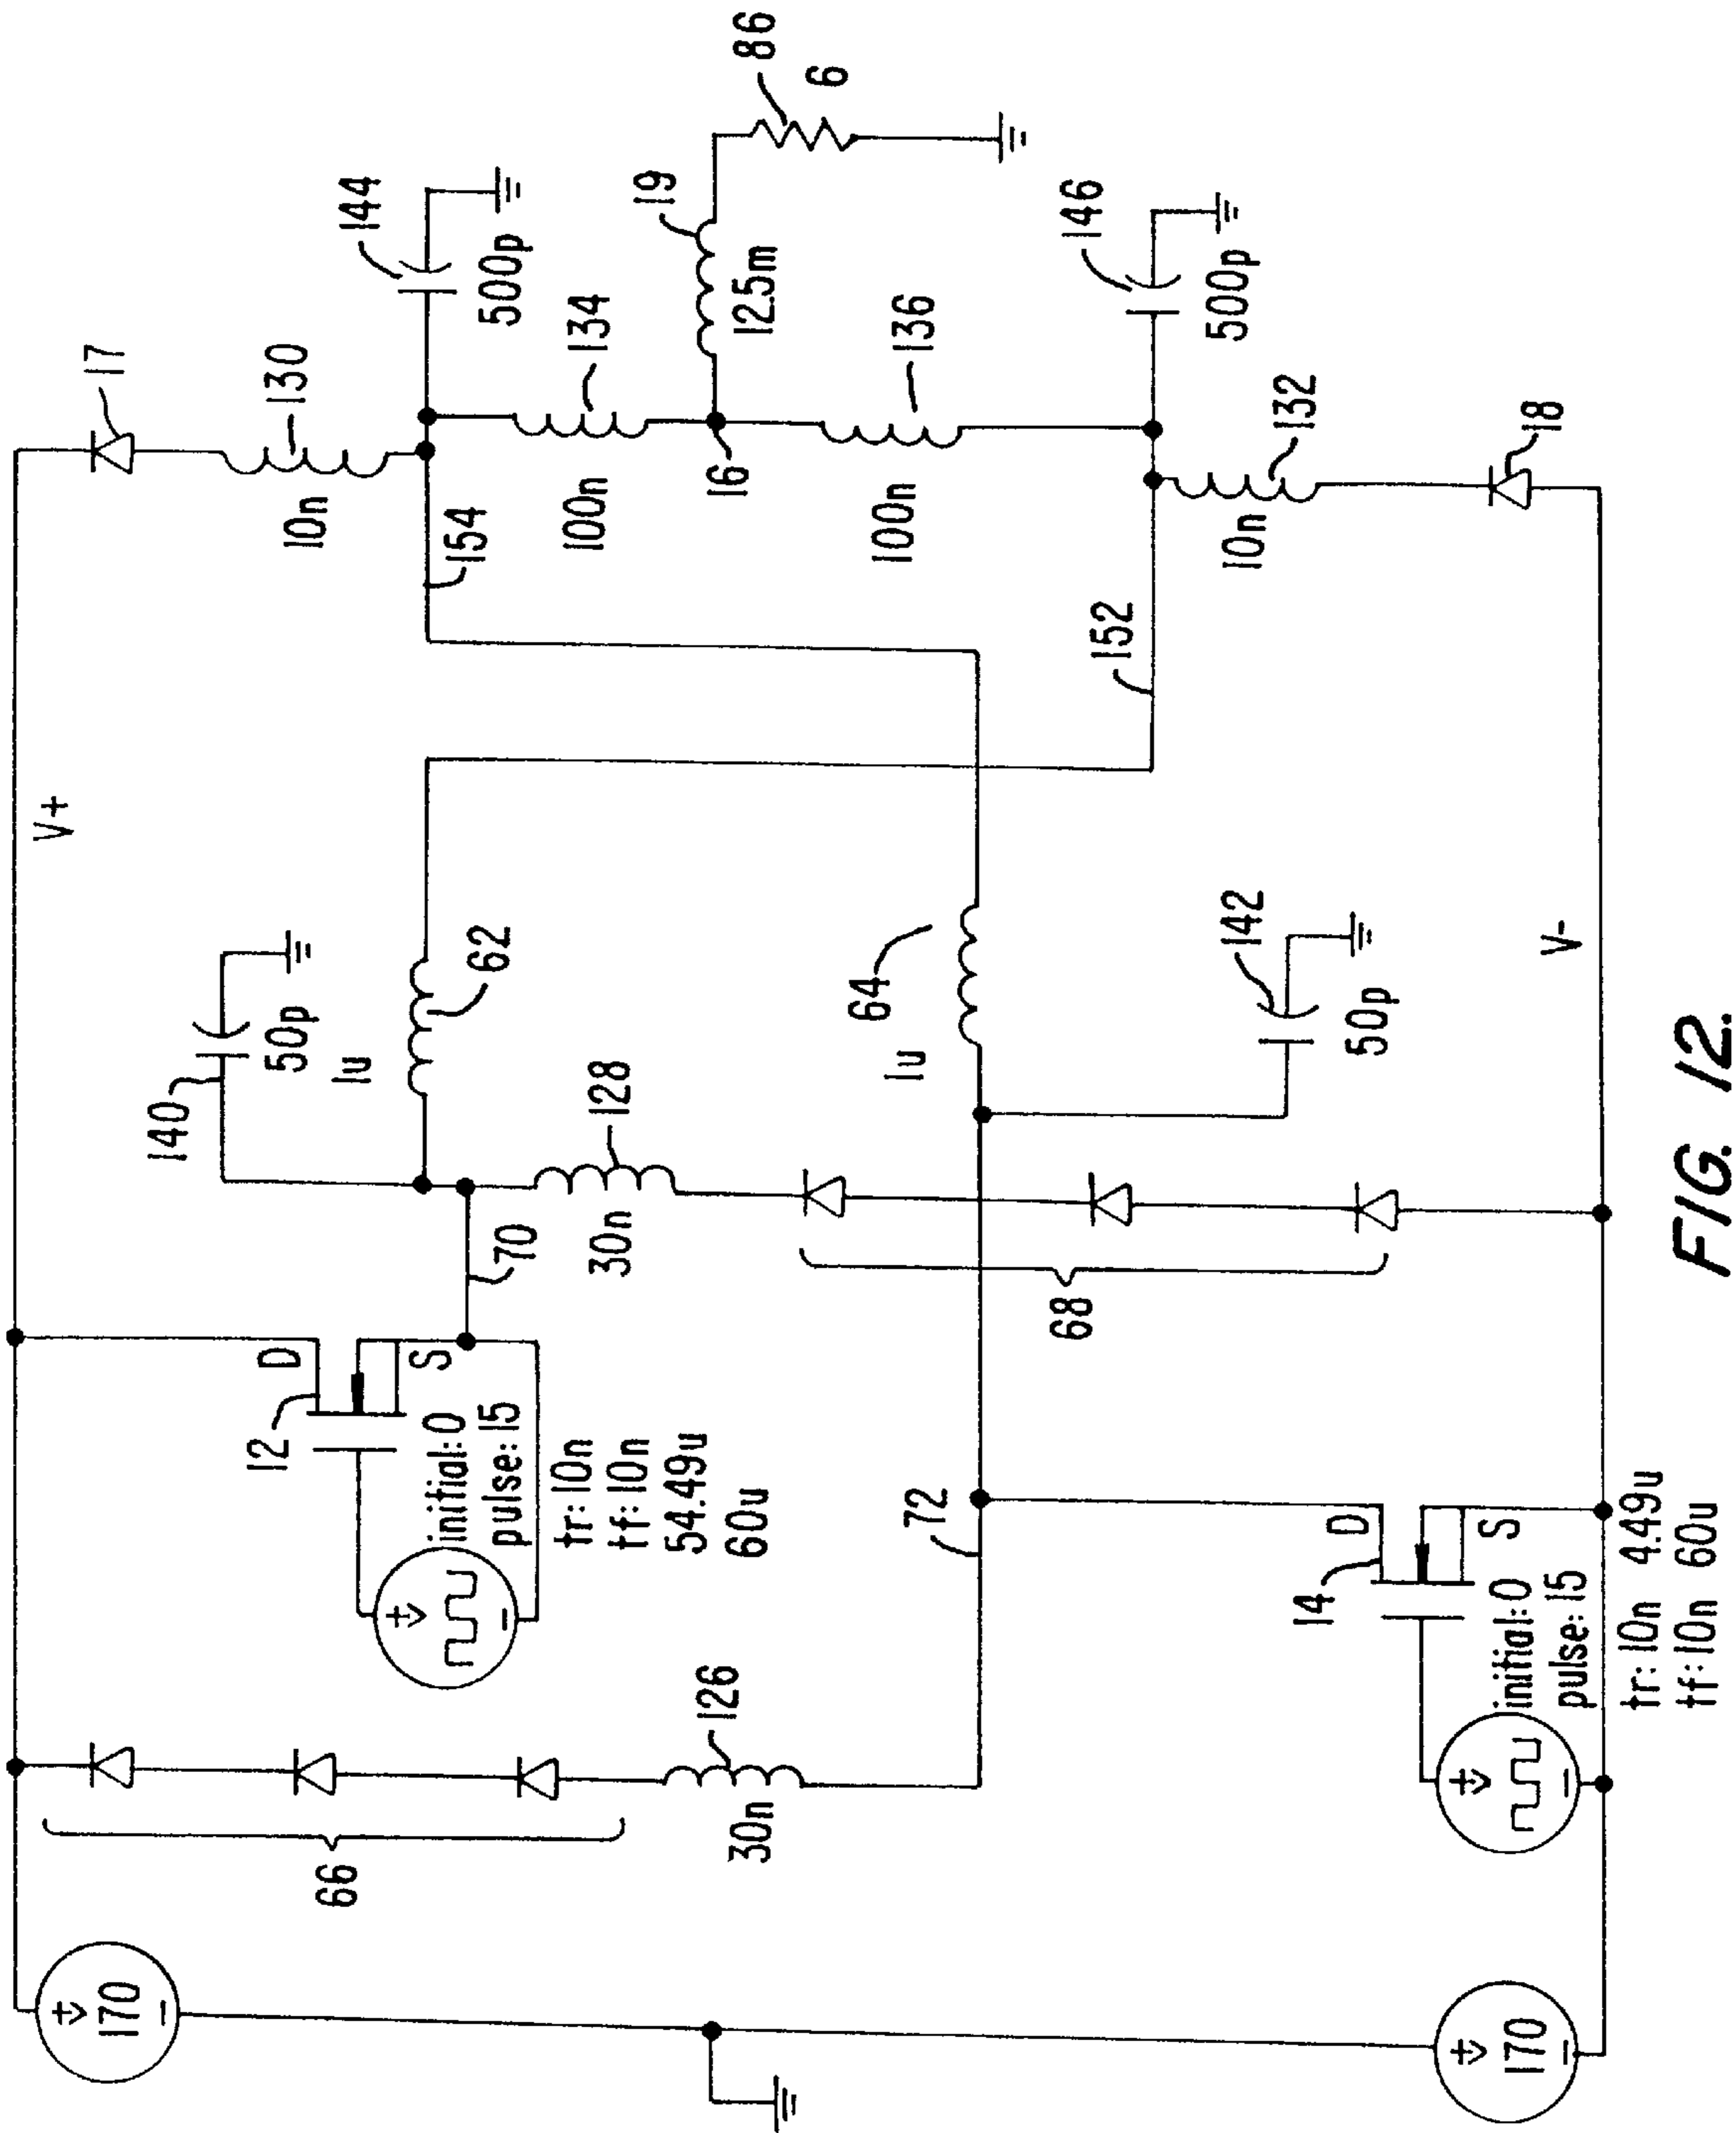 V+
17
130
10n
144
500p
154
134
100n
16
19
12.5m
86
6
136
100n
146
500p
152
132
10n
18
140
50p
1u
62
128
30n
70
D
12
S
initial: 0
pulse: 15
tr: 10n
tf: 10n
54.49u
60u
+
V
-
68
64
1u
142
50p
V-
72
66
126
30n
D
14
S
initial: 0
pulse: 15
tr: 10n 4.49u
tf: 10n 60u
+
V
-
+
V
170
-
+
V
170
-
FIG. 12.